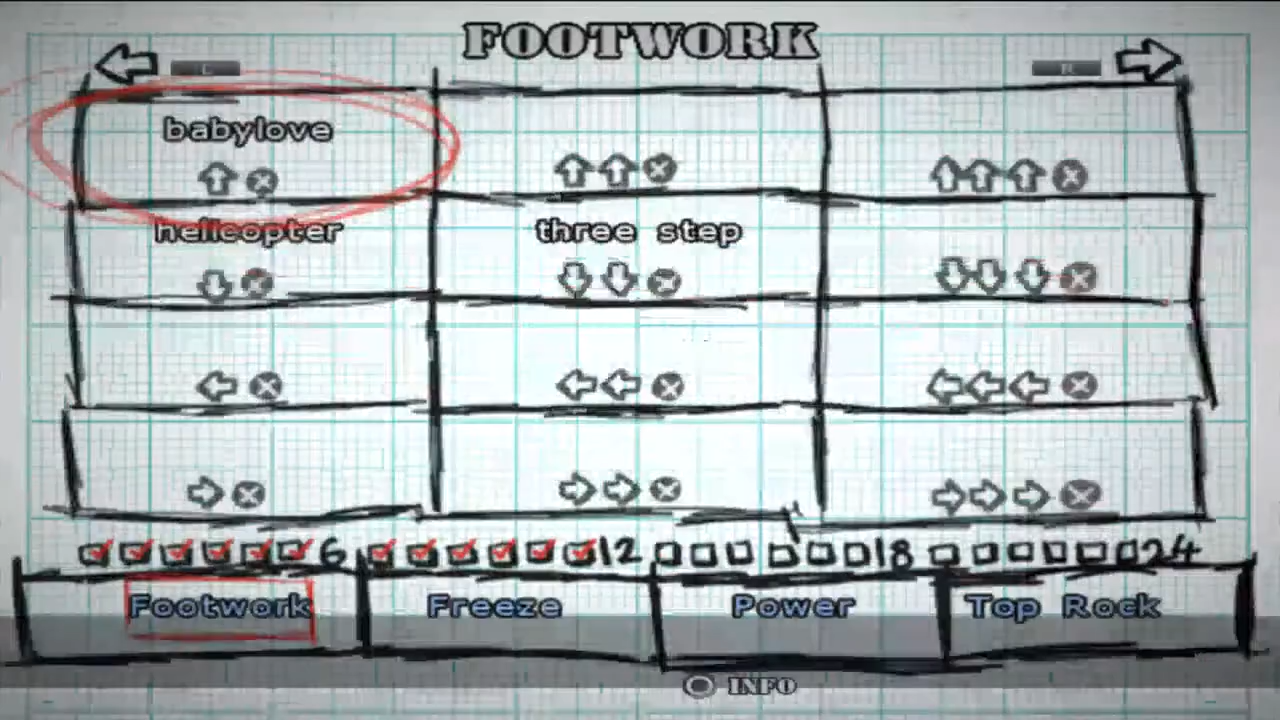 FOOTWORK
L R
babylove
helicopter three step
6 12 18 24
Footwork Freeze Power Top Rock
INFO